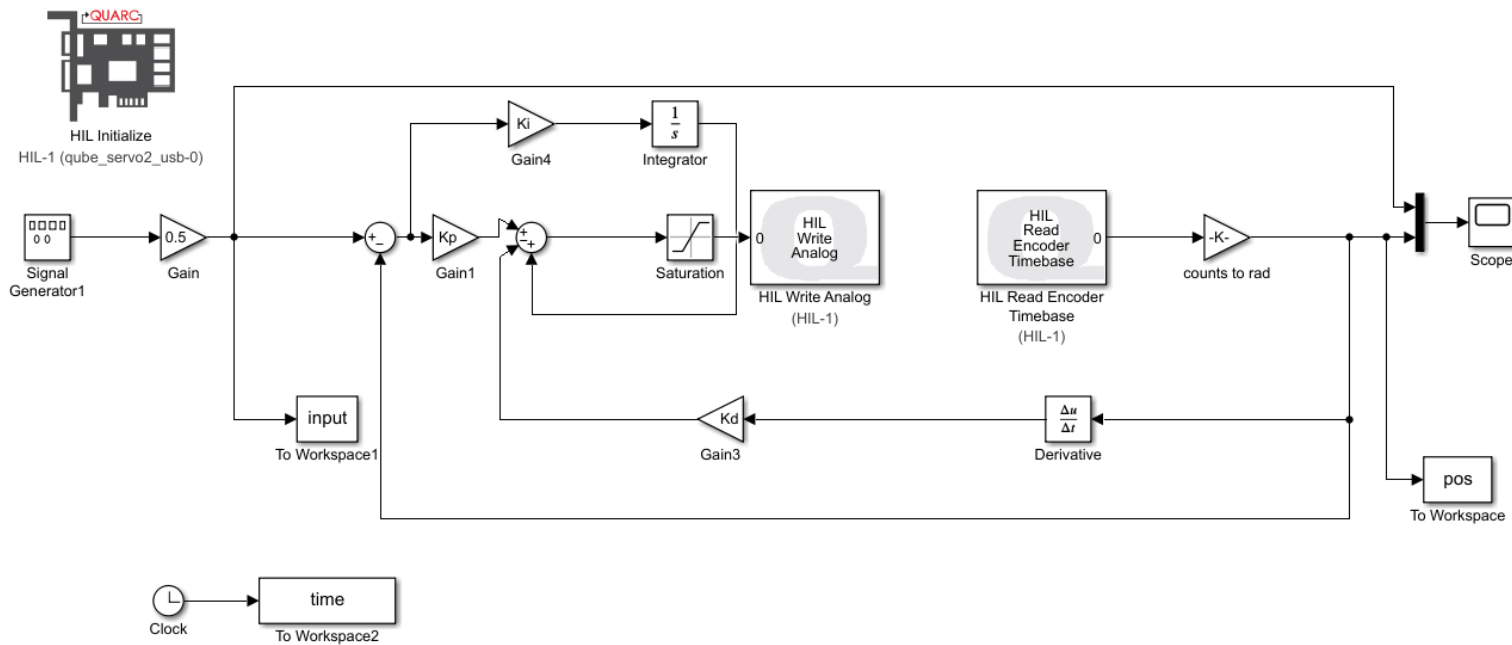 QUARC
HIL Initialize
HIL-1 (qube_servo2_usb-0)
Ki
Gain4
1
s
Integrator
Signal
Generator1
0.5
Gain
+
−
Kp
Gain1
+
−
+
Saturation
0
HIL
Write
Analog
HIL Write Analog
(HIL-1)
HIL
Read
Encoder
Timebase
0
HIL Read Encoder
Timebase
(HIL-1)
-K-
counts to rad
Scope
input
To Workspace1
Kd
Gain3
Δu
Δt
Derivative
pos
To Workspace
Clock
time
To Workspace2